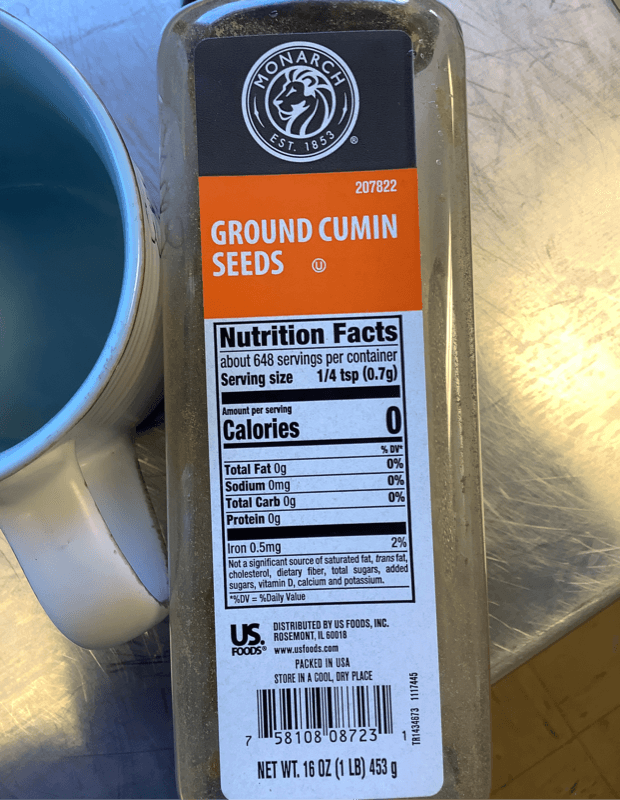 MONARCH
EST. 1853
®
207822
GROUND CUMIN
SEEDS U
Nutrition Facts
about 648 servings per container
Serving size 1/4 tsp (0.7g)
Amount per serving
Calories 0
% DV*
Total Fat 0g 0%
Sodium 0mg 0%
Total Carb 0g 0%
Protein 0g
Iron 0.5mg 2%
Not a significant source of saturated fat, trans fat,
cholesterol, dietary fiber, total sugars, added
sugars, vitamin D, calcium and potassium.
*%DV = %Daily Value
US. DISTRIBUTED BY US FOODS, INC.
ROSEMONT, IL 60018
FOODS® www.usfoods.com
PACKED IN USA
STORE IN A COOL, DRY PLACE
7 58108 08723 1
TR1434673 1117445
NET WT. 16 OZ (1 LB) 453 g